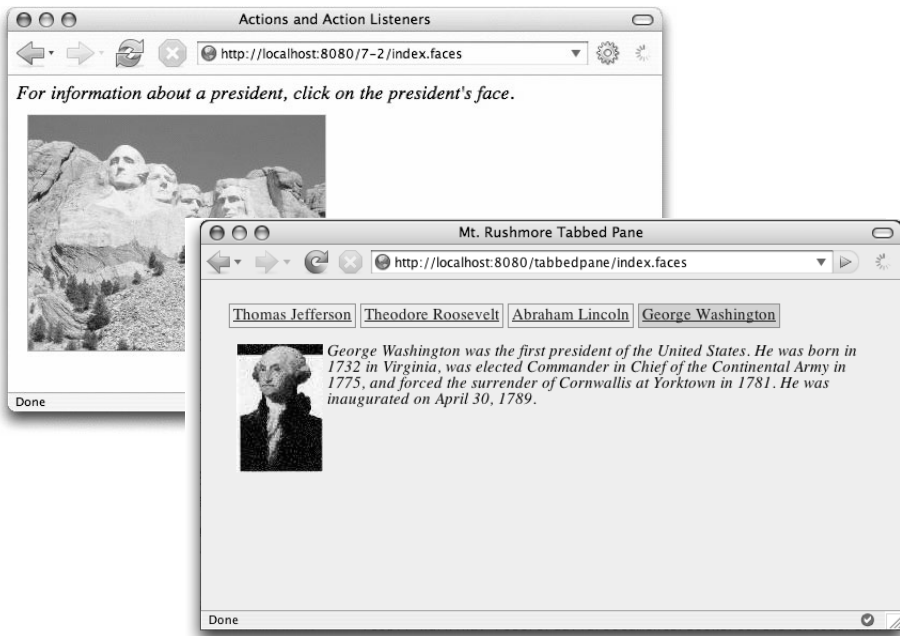 Actions and Action Listeners
http://localhost:8080/7-2/index.faces
For information about a president, click on the president's face.
Done
Mt. Rushmore Tabbed Pane
http://localhost:8080/tabbedpane/index.faces
Thomas Jefferson Theodore Roosevelt Abraham Lincoln George Washington
George Washington was the first president of the United States. He was born in
1732 in Virginia, was elected Commander in Chief of the Continental Army in
1775, and forced the surrender of Cornwallis at Yorktown in 1781. He was
inaugurated on April 30, 1789.
Done